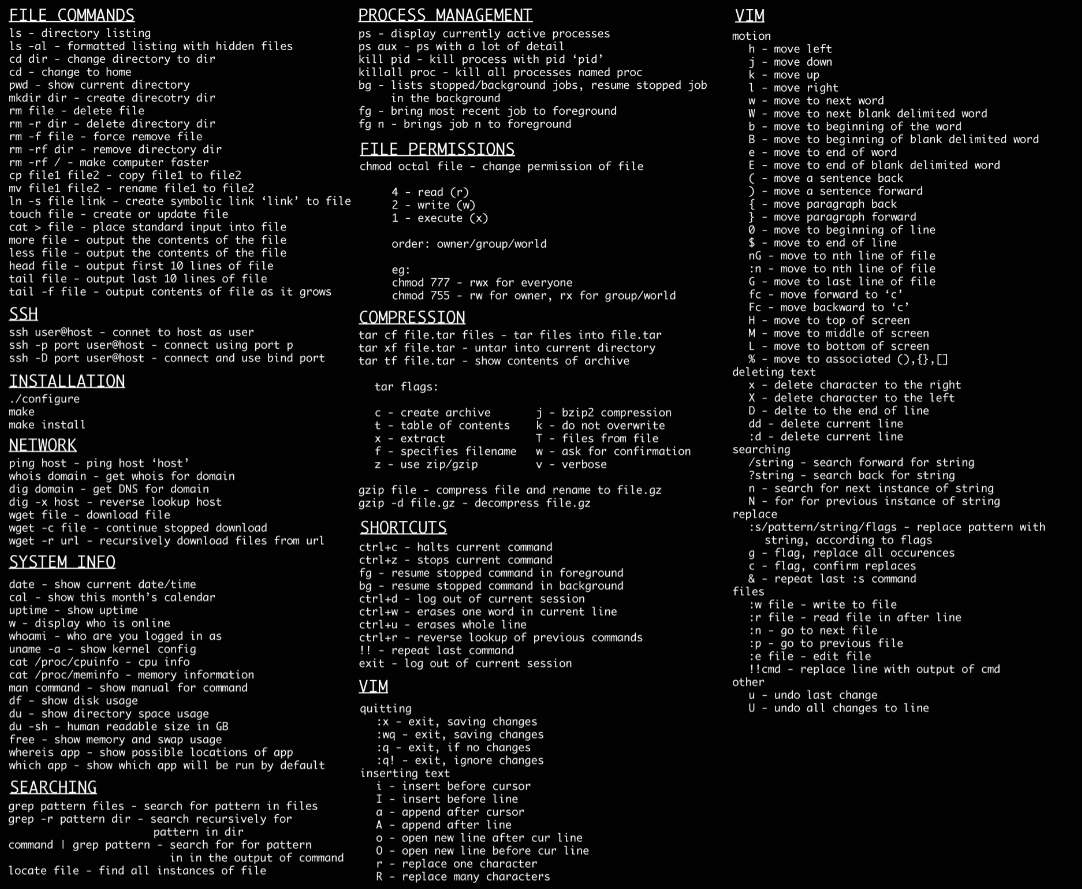 FILE COMMANDS
ls - directory listing
ls -al - formatted listing with hidden files
cd dir - change directory to dir
cd - change to home
pwd - show current directory
mkdir dir - create direcotry dir
rm file - delete file
rm -r dir - delete directory dir
rm -f file - force remove file
rm -rf dir - remove directory dir
rm -rf / - make computer faster
cp file1 file2 - copy file1 to file2
mv file1 file2 - rename file1 to file2
ln -s file link - create symbolic link ‘link’ to file
touch file - create or update file
cat > file - place standard input into file
more file - output the contents of the file
less file - output the contents of the file
head file - output first 10 lines of file
tail file - output last 10 lines of file
tail -f file - output contents of file as it grows
SSH
ssh user@host - connet to host as user
ssh -p port user@host - connect using port p
ssh -D port user@host - connect and use bind port
INSTALLATION
./configure
make
make install
NETWORK
ping host - ping host ‘host’
whois domain - get whois for domain
dig domain - get DNS for domain
dig -x host - reverse lookup host
wget file - download file
wget -c file - continue stopped download
wget -r url - recursively download files from url
SYSTEM INFO
date - show current date/time
cal - show this month’s calendar
uptime - show uptime
w - display who is online
whoami - who are you logged in as
uname -a - show kernel config
cat /proc/cpuinfo - cpu info
cat /proc/meminfo - memory information
man command - show manual for command
df - show disk usage
du - show directory space usage
du -sh - human readable size in GB
free - show memory and swap usage
whereis app - show possible locations of app
which app - show which app will be run by default
SEARCHING
grep pattern files - search for pattern in files
grep -r pattern dir - search recursively for
pattern in dir
command | grep pattern - search for for pattern
in in the output of command
locate file - find all instances of file
PROCESS MANAGEMENT
ps - display currently active processes
ps aux - ps with a lot of detail
kill pid - kill process with pid ‘pid’
killall proc - kill all processes named proc
bg - lists stopped/background jobs, resume stopped job
in the background
fg - bring most recent job to foreground
fg n - brings job n to foreground
FILE PERMISSIONS
chmod octal file - change permission of file
4 - read (r)
2 - write (w)
1 - execute (x)
order: owner/group/world
eg:
chmod 777 - rwx for everyone
chmod 755 - rw for owner, rx for group/world
COMPRESSION
tar cf file.tar files - tar files into file.tar
tar xf file.tar - untar into current directory
tar tf file.tar - show contents of archive
tar flags:
c - create archive j - bzip2 compression
t - table of contents k - do not overwrite
x - extract T - files from file
f - specifies filename w - ask for confirmation
z - use zip/gzip v - verbose
gzip file - compress file and rename to file.gz
gzip -d file.gz - decompress file.gz
SHORTCUTS
ctrl+c - halts current command
ctrl+z - stops current command
fg - resume stopped command in foreground
bg - resume stopped command in background
ctrl+d - log out of current session
ctrl+w - erases one word in current line
ctrl+u - erases whole line
ctrl+r - reverse lookup of previous commands
!! - repeat last command
exit - log out of current session
VIM
quitting
:x - exit, saving changes
:wq - exit, saving changes
:q - exit, if no changes
:q! - exit, ignore changes
inserting text
i - insert before cursor
I - insert before line
a - append after cursor
A - append after line
o - open new line after cur line
O - open new line before cur line
r - replace one character
R - replace many characters
VIM
motion
h - move left
j - move down
k - move up
l - move right
w - move to next word
W - move to next blank delimited word
b - move to beginning of the word
B - move to beginning of blank delimited word
e - move to end of word
E - move to end of blank delimited word
( - move a sentence back
) - move a sentence forward
{ - move paragraph back
} - move paragraph forward
0 - move to beginning of line
$ - move to end of line
nG - move to nth line of file
:n - move to nth line of file
G - move to last line of file
fc - move forward to ‘c’
Fc - move backward to ‘c’
H - move to top of screen
M - move to middle of screen
L - move to bottom of screen
% - move to associated (),{},[]
deleting text
x - delete character to the right
X - delete character to the left
D - delte to the end of line
dd - delete current line
:d - delete current line
searching
/string - search forward for string
?string - search back for string
n - search for next instance of string
N - for for previous instance of string
replace
:s/pattern/string/flags - replace pattern with
string, according to flags
g - flag, replace all occurences
c - flag, confirm replaces
& - repeat last :s command
files
:w file - write to file
:r file - read file in after line
:n - go to next file
:p - go to previous file
:e file - edit file
!!cmd - replace line with output of cmd
other
u - undo last change
U - undo all changes to line